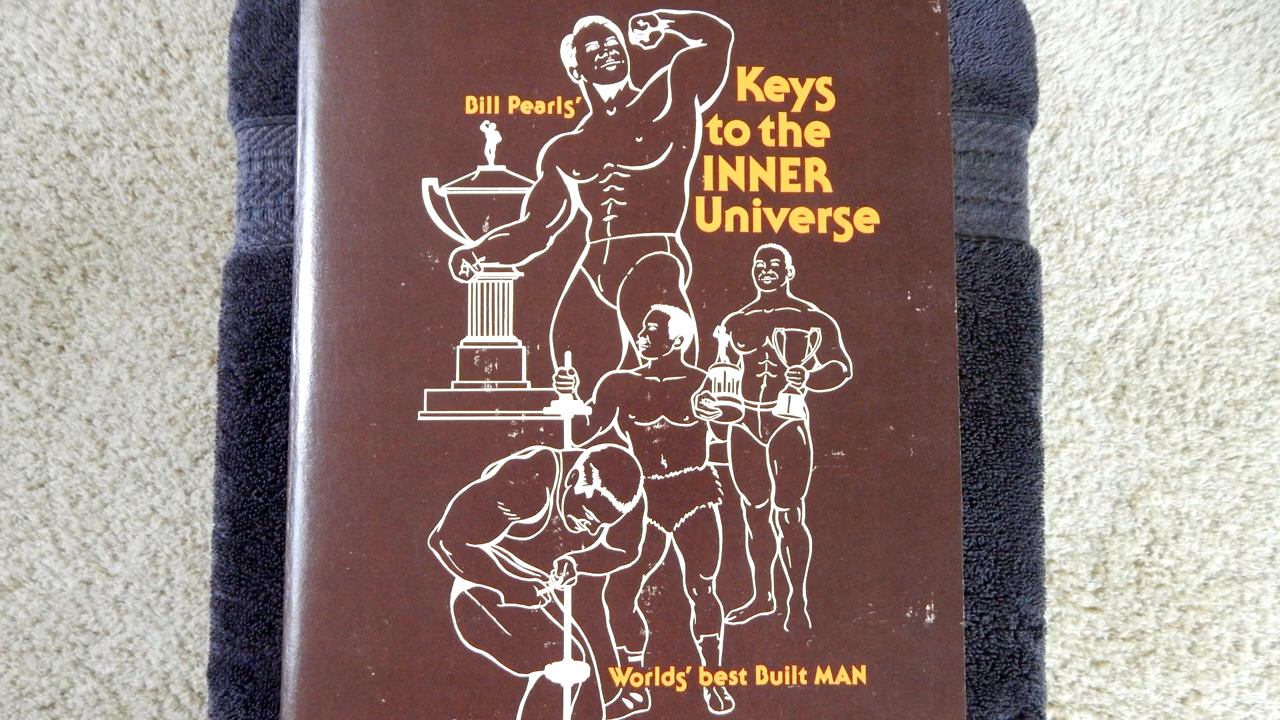 Bill Pearls'
Keys
to the
INNER
Universe
Worlds' best Built MAN